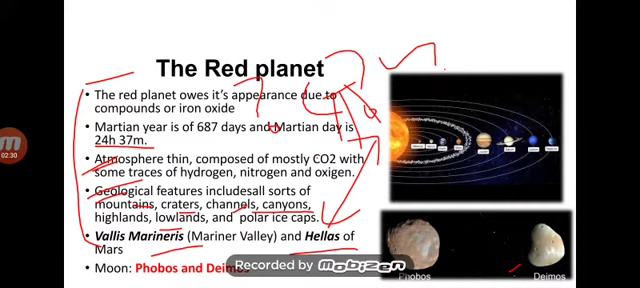 The Red planet
• The red planet owes it's appearance due to
compounds or iron oxide
• Martian year is of 687 days and Martian day is
24h 37m.
• Atmosphere thin, composed of mostly CO2 with
some traces of hydrogen, nitrogen and oxigen.
• Geological features includesall sorts of
mountains, craters, channels, canyons,
highlands, lowlands, and polar ice caps.
• Vallis Marineris (Mariner Valley) and Hellas of
Mars
• Moon: Phobos and Deimos
Phobos
Deimos
02:30
Recorded by MOBIZEN